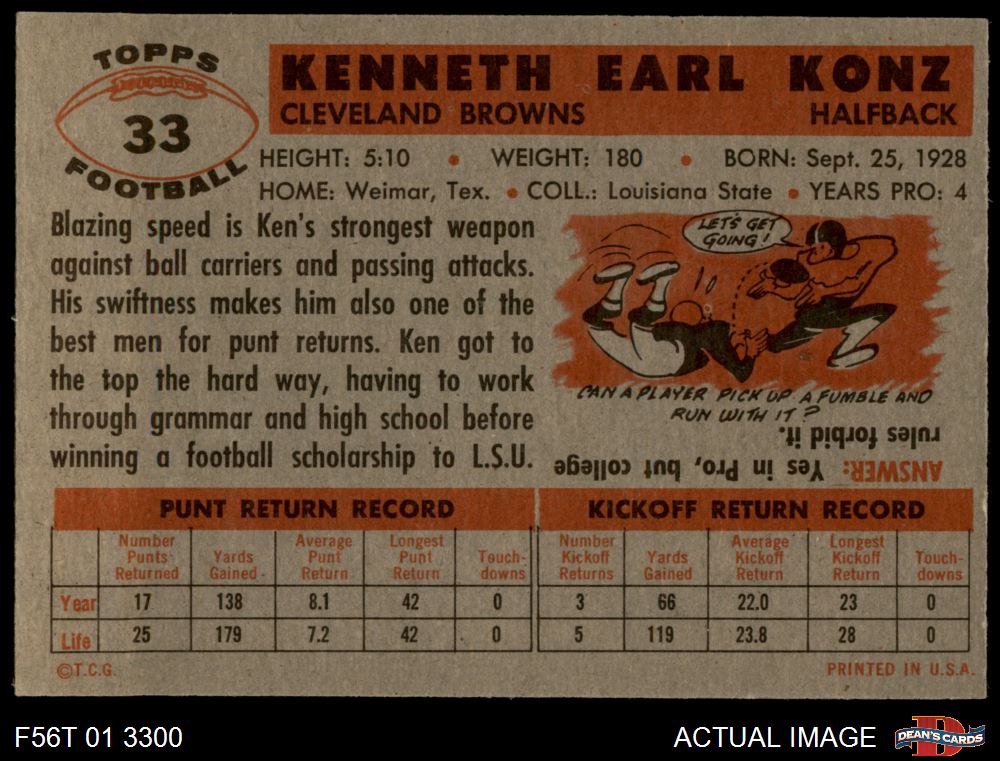 TOPPS
33
FOOTBALL
KENNETH EARL KONZ
CLEVELAND BROWNS HALFBACK
HEIGHT: 5:10 • WEIGHT: 180 • BORN: Sept. 25, 1928
HOME: Weimar, Tex. • COLL.: Louisiana State • YEARS PRO: 4
Blazing speed is Ken's strongest weapon
against ball carriers and passing attacks.
His swiftness makes him also one of the
best men for punt returns. Ken got to
the top the hard way, having to work
through grammar and high school before
winning a football scholarship to L.S.U.
LET'S GET
GOING!
CAN A PLAYER PICK UP A FUMBLE AND
RUN WITH IT?
ANSWER: Yes in Pro, but college
rules forbid it.
PUNT RETURN RECORD
Number Punts Returned Yards Gained Average Punt Return Longest Punt Return Touch-downs
Year 17 138 8.1 42 0
Life 25 179 7.2 42 0
KICKOFF RETURN RECORD
Number Kickoff Returns Yards Gained Average Kickoff Return Longest Kickoff Return Touch-downs
3 66 22.0 23 0
5 119 23.8 28 0
©T.C.G. PRINTED IN U.S.A.
F56T 01 3300 ACTUAL IMAGE
DEAN'S CARDS